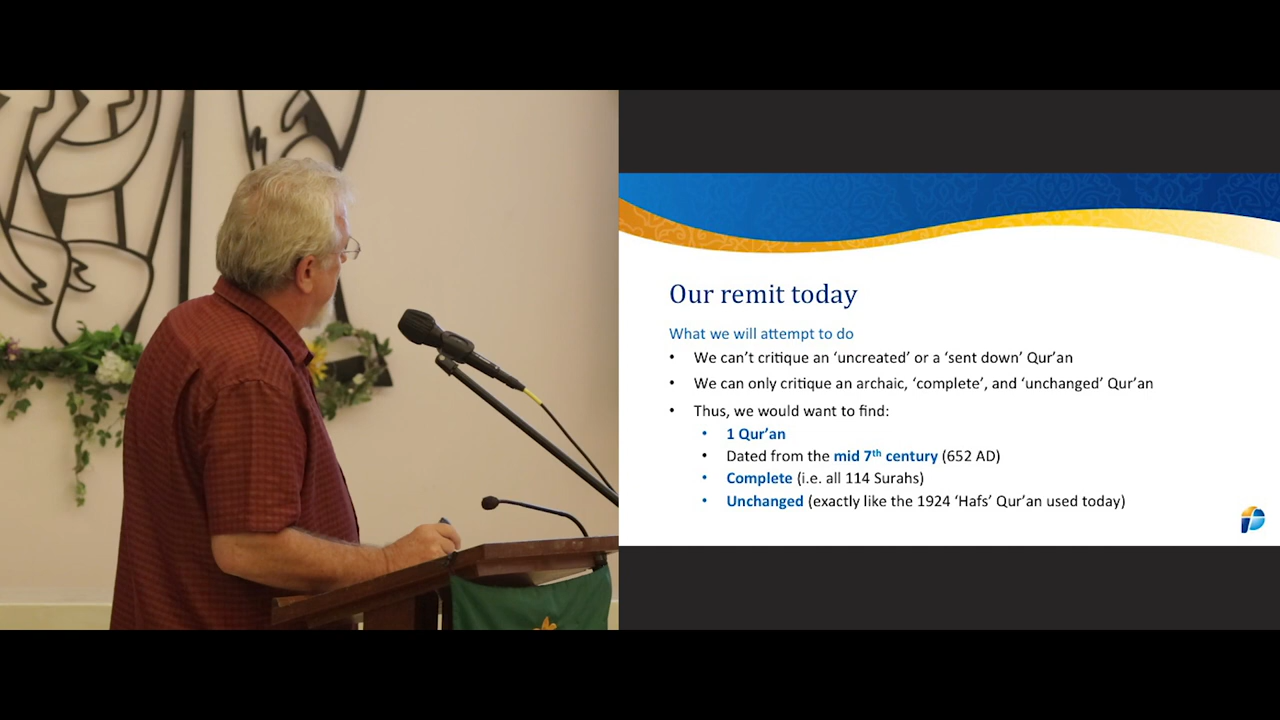 Our remit today
What we will attempt to do
• We can’t critique an ‘uncreated’ or a ‘sent down’ Qur’an
• We can only critique an archaic, ‘complete’, and ‘unchanged’ Qur’an
• Thus, we would want to find:
• 1 Qur’an
• Dated from the mid 7th century (652 AD)
• Complete (i.e. all 114 Surahs)
• Unchanged (exactly like the 1924 ‘Hafs’ Qur’an used today)